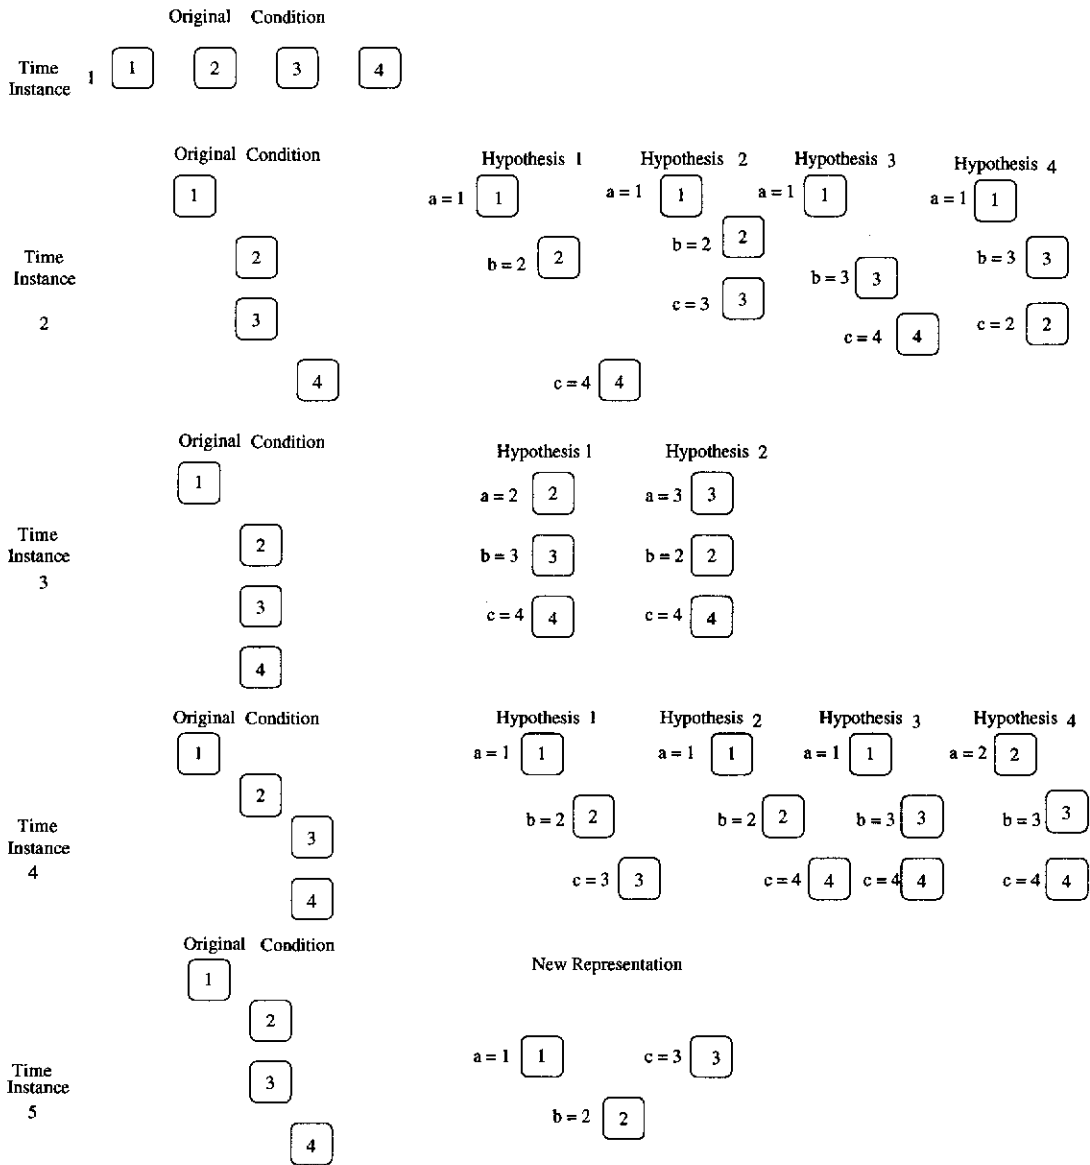 Original Condition
Time Instance 1 1 2 3 4
Original Condition Hypothesis 1 Hypothesis 2 Hypothesis 3 Hypothesis 4
1 a = 1 1 a = 1 1 a = 1 1 a = 1 1
Time Instance 2
2 b = 2 2 b = 2 2 b = 3 3 b = 3 3
3 c = 3 3 c = 4 4 c = 2 2
4 c = 4 4
Original Condition Hypothesis 1 Hypothesis 2
1 a = 2 2 a = 3 3
Time Instance 3
2 b = 3 3 b = 2 2
3 c = 4 4 c = 4 4
4
Original Condition Hypothesis 1 Hypothesis 2 Hypothesis 3 Hypothesis 4
1 a = 1 1 a = 1 1 a = 1 1 a = 2 2
2 b = 2 2 b = 2 2 b = 3 3 b = 3 3
Time Instance 4
3 c = 3 3 c = 4 4 c = 4 4 c = 4 4
4
Original Condition New Representation
1
2
Time Instance 5
3 a = 1 1 c = 3 3
4 b = 2 2